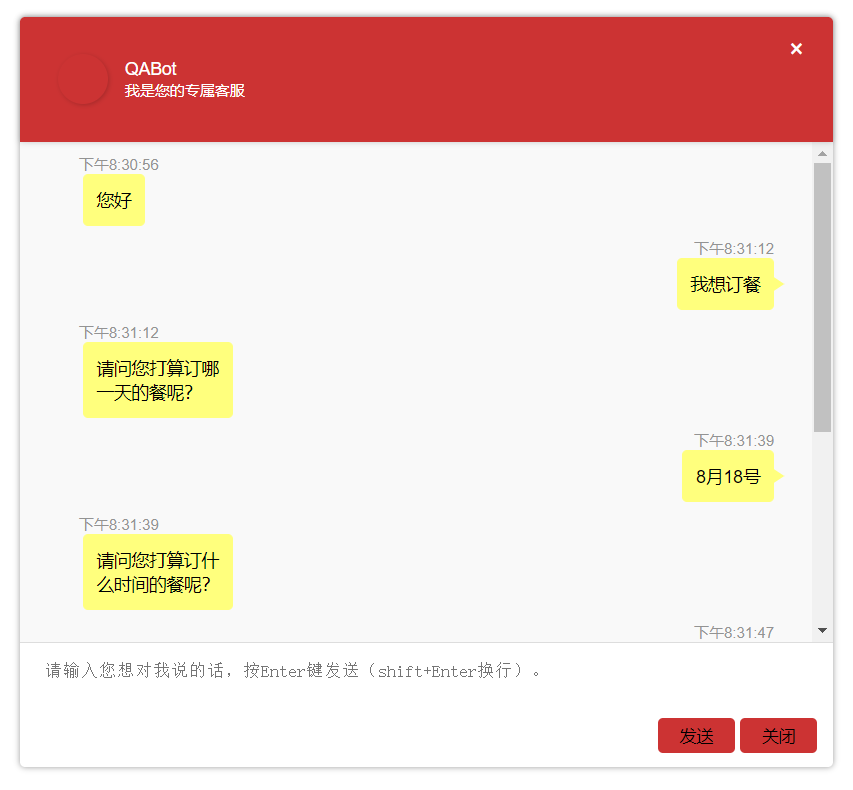 QABot
我是您的专属客服
×
下午8:30:56
您好
下午8:31:12
我想订餐
下午8:31:12
请问您打算订哪
一天的餐呢?
下午8:31:39
8月18号
下午8:31:39
请问您打算订什
么时间的餐呢?
下午8:31:47
请输入您想对我说的话，按Enter键发送（shift+Enter换行）。
发送 关闭